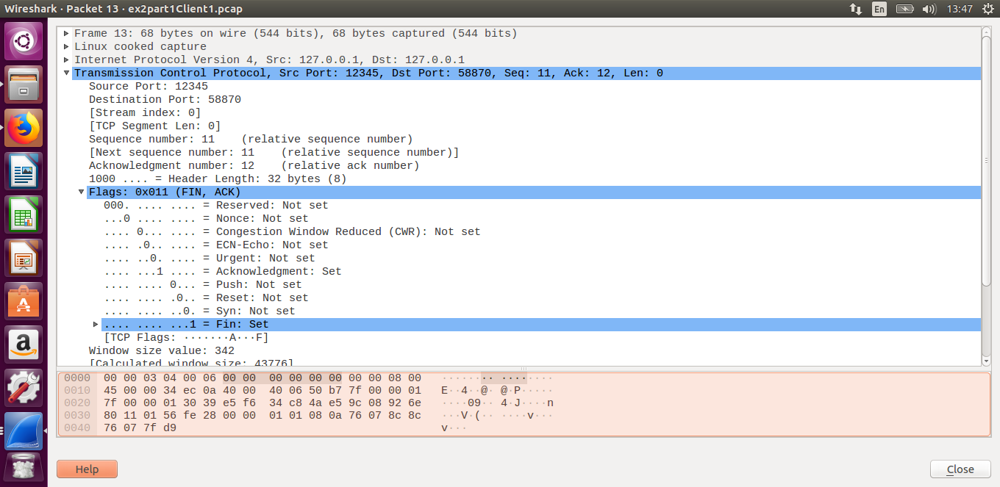 Wireshark · Packet 13 · ex2part1Client1.pcap
En
13:47
Frame 13: 68 bytes on wire (544 bits), 68 bytes captured (544 bits)
Linux cooked capture
Internet Protocol Version 4, Src: 127.0.0.1, Dst: 127.0.0.1
Transmission Control Protocol, Src Port: 12345, Dst Port: 58870, Seq: 11, Ack: 12, Len: 0
Source Port: 12345
Destination Port: 58870
[Stream index: 0]
[TCP Segment Len: 0]
Sequence number: 11    (relative sequence number)
[Next sequence number: 11    (relative sequence number)]
Acknowledgment number: 12    (relative ack number)
1000 .... = Header Length: 32 bytes (8)
Flags: 0x011 (FIN, ACK)
000. .... .... = Reserved: Not set
...0 .... .... = Nonce: Not set
.... 0... .... = Congestion Window Reduced (CWR): Not set
.... .0.. .... = ECN-Echo: Not set
.... ..0. .... = Urgent: Not set
.... ...1 .... = Acknowledgment: Set
.... .... 0... = Push: Not set
.... .... .0.. = Reset: Not set
.... .... ..0. = Syn: Not set
.... .... ...1 = Fin: Set
[TCP Flags: ·······A···F]
Window size value: 342
[Calculated window size: 43776]
0000  00 00 03 04 00 06 00 00  00 00 00 00 00 00 08 00  ········ ········
0010  45 00 00 34 ec 0a 40 00  40 06 50 b7 7f 00 00 01  E··4··@· @·P·····
0020  7f 00 00 01 30 39 e5 f6  34 c8 4a e5 9c 08 92 6e  ····09·· 4·J····n
0030  80 11 01 56 fe 28 00 00  01 01 08 0a 76 07 8c 8c  ···V·(·· ····v···
0040  76 07 7f d9  v···
Help
Close